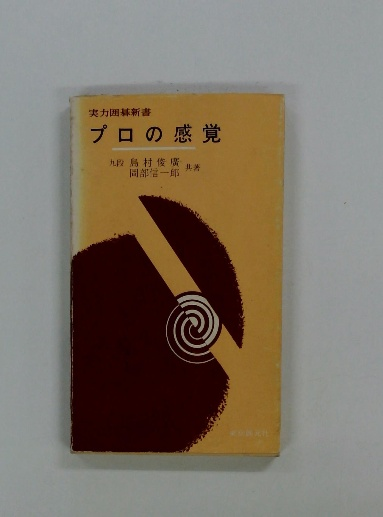 実力囲碁新書
プロの感覚
九段 島村俊廣
岡部信一郎
共著